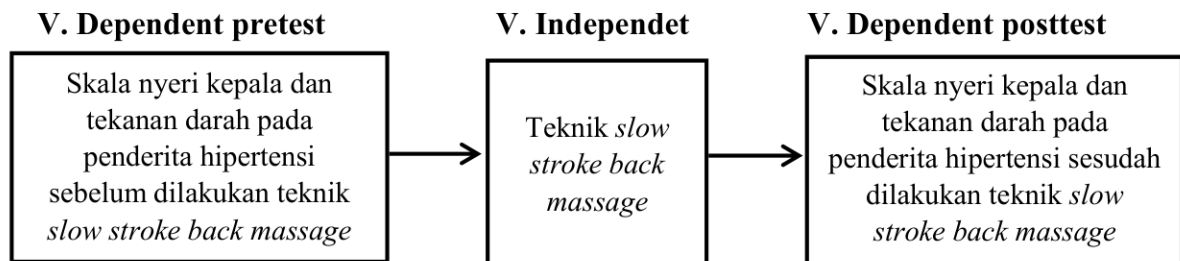 V. Dependent pretest
V. Independet
V. Dependent posttest
Skala nyeri kepala dan
tekanan darah pada
penderita hipertensi
sebelum dilakukan teknik
slow stroke back massage
Teknik slow
stroke back
massage
Skala nyeri kepala dan
tekanan darah pada
penderita hipertensi sesudah
dilakukan teknik slow
stroke back massage